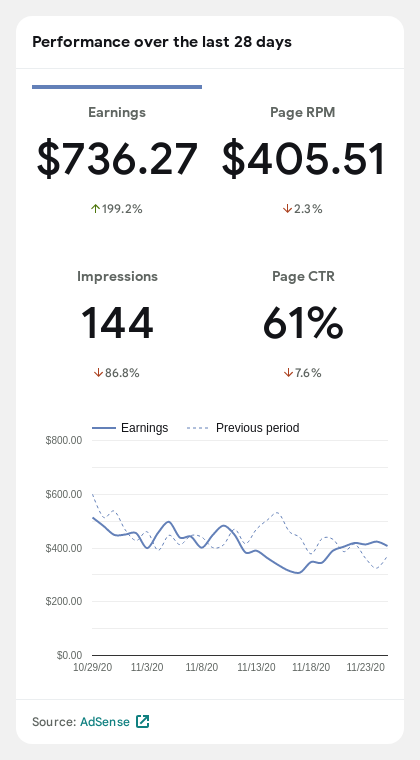 Performance over the last 28 days
Earnings Page RPM
$736.27 $405.51
199.2% 2.3%
Impressions Page CTR
144 61%
86.8% 7.6%
Earnings Previous period
$800.00
$600.00
$400.00
$200.00
$0.00
10/29/20 11/3/20 11/8/20 11/13/20 11/18/20 11/23/20
Source: AdSense